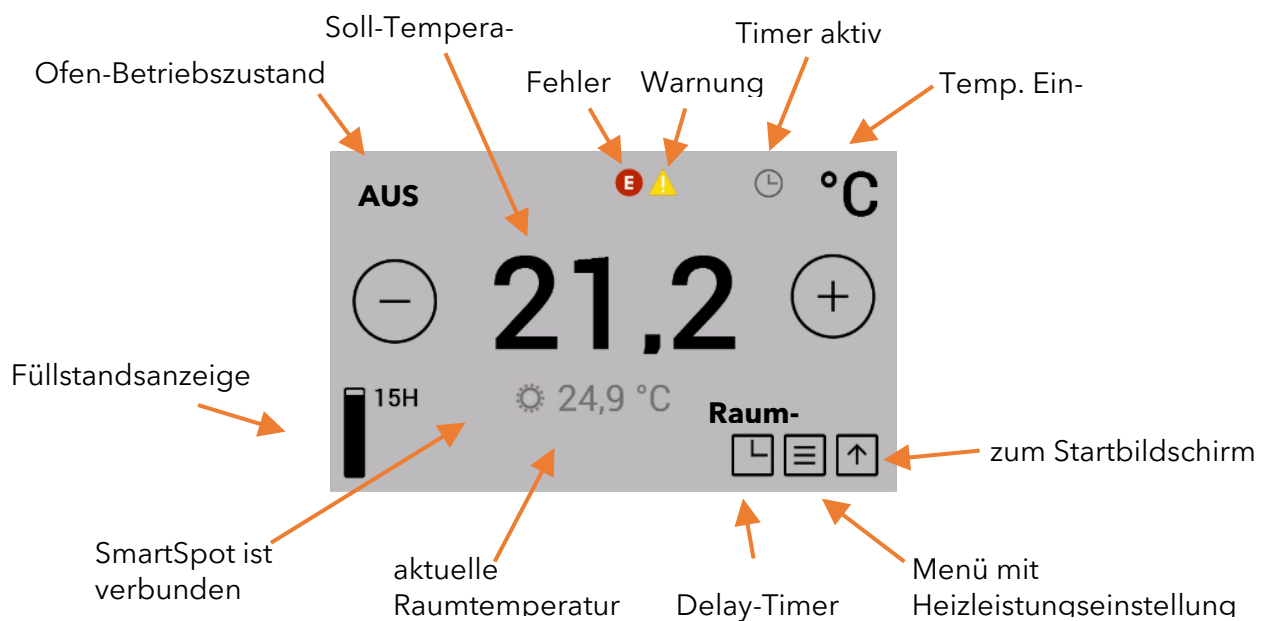 Soll-Tempera-
Timer aktiv
Ofen-Betriebszustand
Fehler
Warnung
Temp. Ein-
AUS
E
!
°C
21,2
Füllstandsanzeige
15H
24,9 °C
Raum-
zum Startbildschirm
SmartSpot ist
verbunden
aktuelle
Raumtemperatur
Delay-Timer
Menü mit
Heizleistungseinstellung